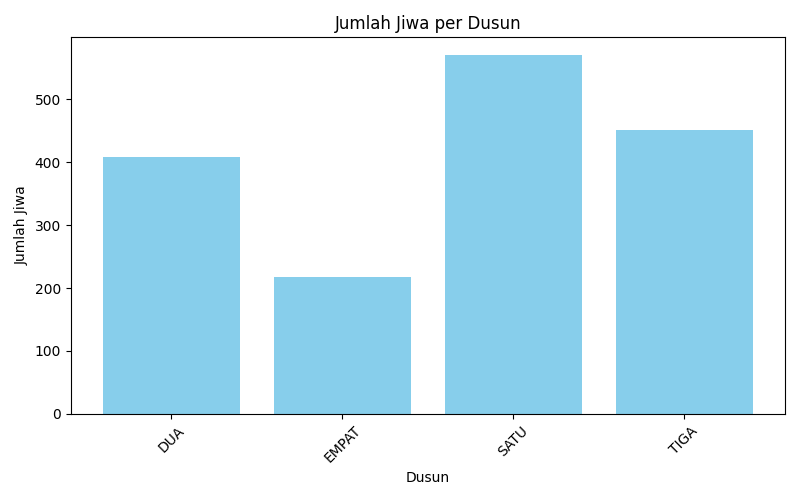 Jumlah Jiwa per Dusun
Jumlah Jiwa
500
400
300
200
100
0
DUA
EMPAT
SATU
TIGA
Dusun